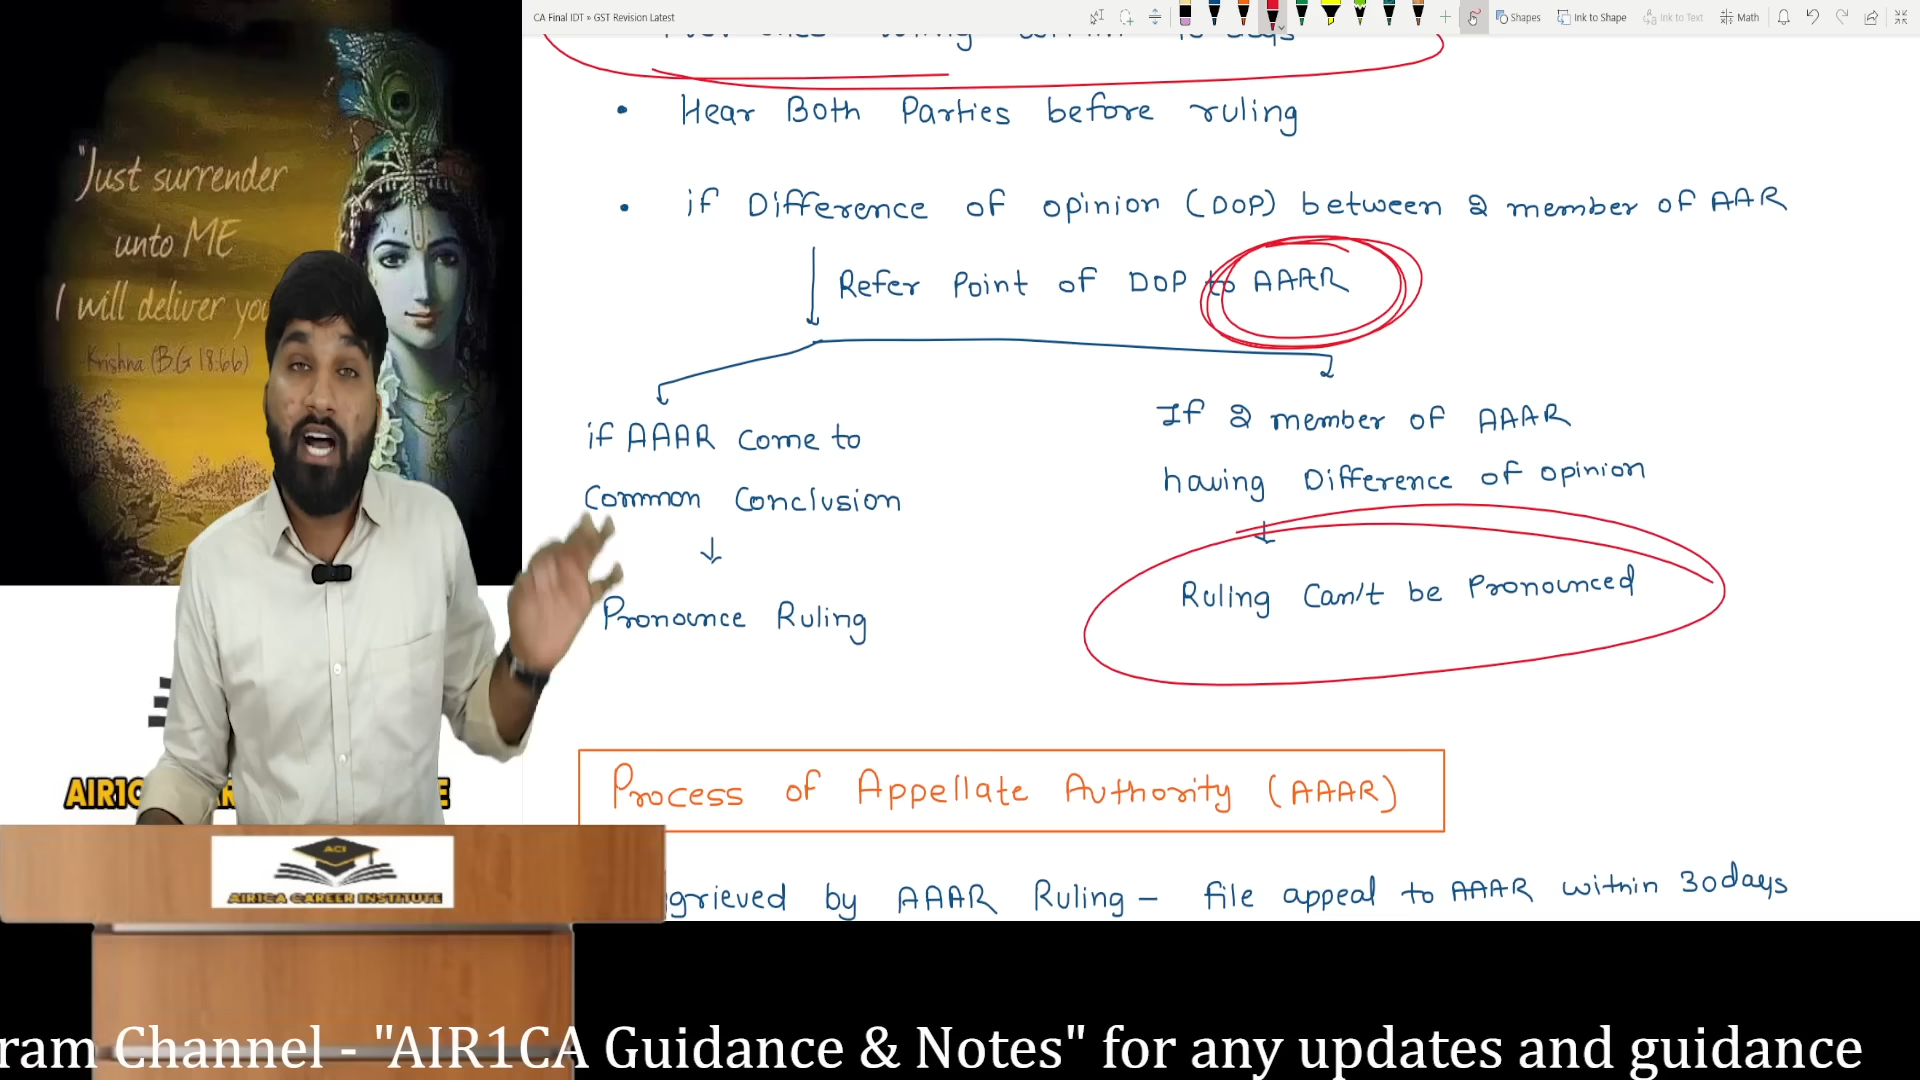 CA Final IDT » GST Revision Latest
Shapes
Ink to Shape
Ink to Text
Math
within
• Hear Both Parties before ruling
• if Difference of opinion (DOP) between 2 member of AAR
Refer Point of DOP to AAAR
if AAAR Come to
Common Conclusion
Pronounce Ruling
If 2 member of AAAR
having Difference of opinion
Ruling Can't be Pronounced
Process of Appellate Authority (AAAR)
grieved by AAAR Ruling - file appeal to AAAR within 30days
"Just surrender
unto ME
I will deliver you
-Krishna (B.G 18:66)
AIR1C
E
ACI
AIR1CA CAREER INSTITUTE
ram Channel - "AIR1CA Guidance & Notes" for any updates and guidance